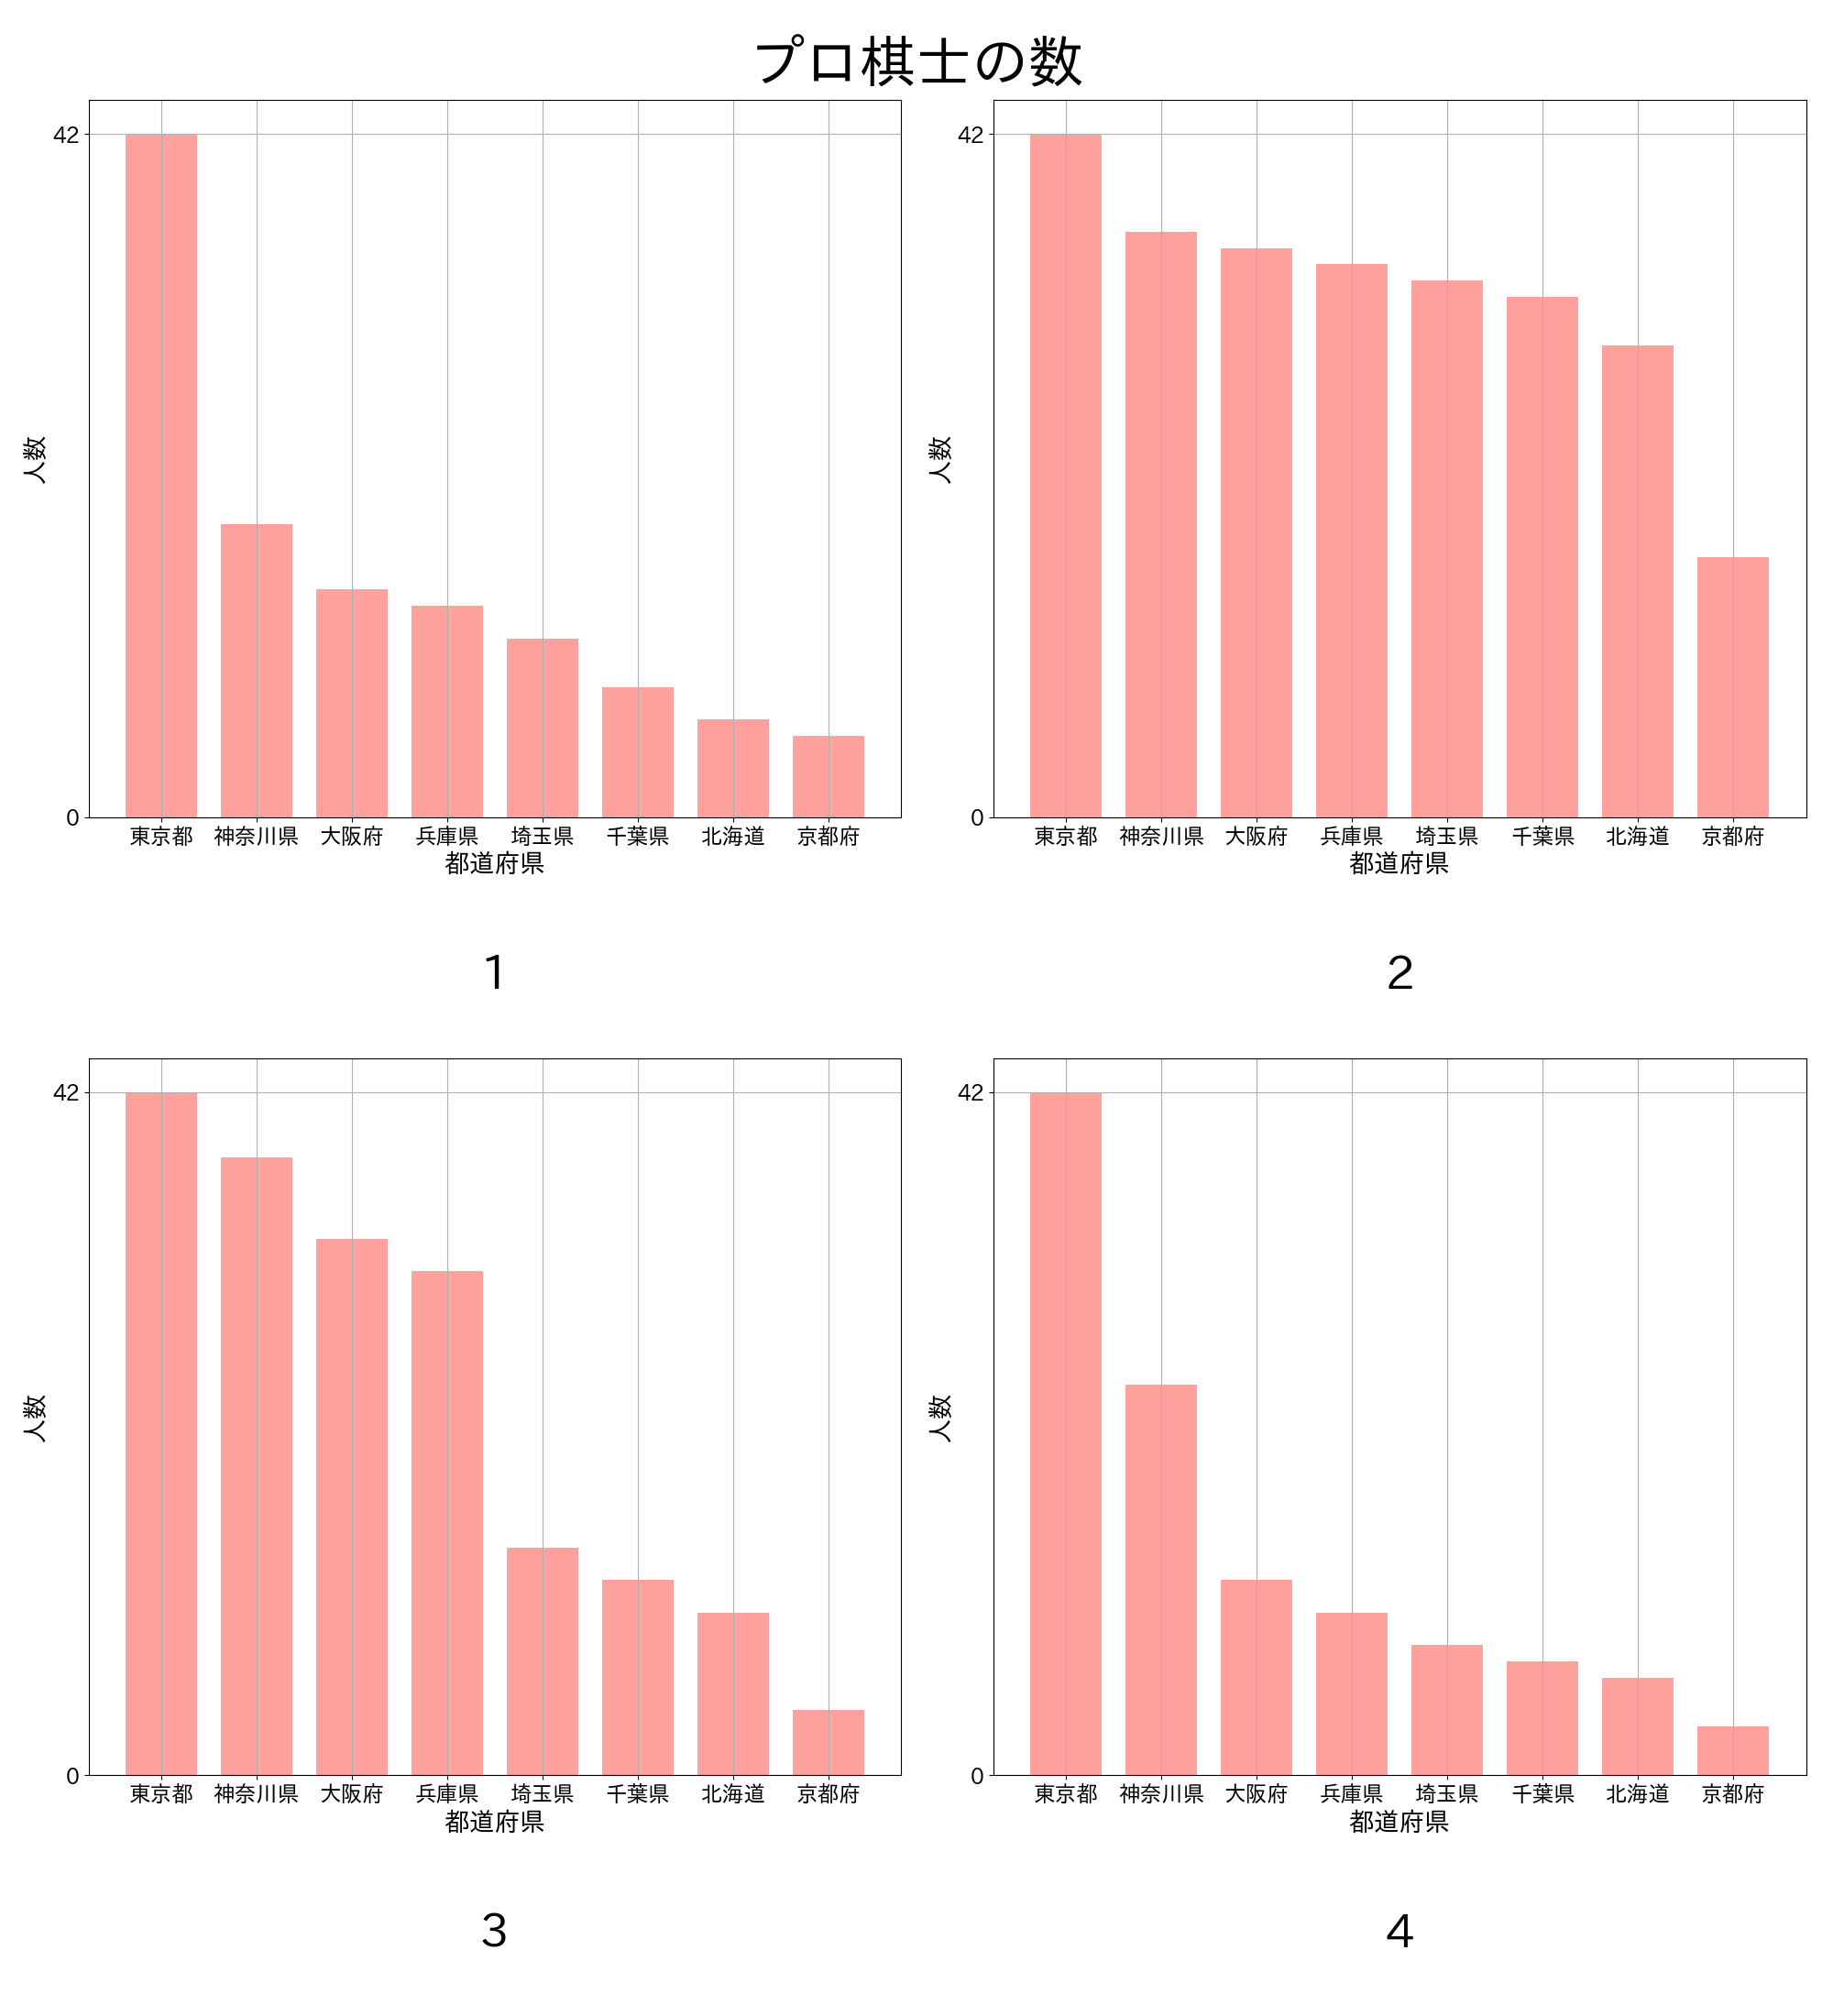 プロ棋士の数
42
0
人数
東京都 神奈川県 大阪府 兵庫県 埼玉県 千葉県 北海道 京都府
都道府県
1
42
0
人数
東京都 神奈川県 大阪府 兵庫県 埼玉県 千葉県 北海道 京都府
都道府県
2
42
0
人数
東京都 神奈川県 大阪府 兵庫県 埼玉県 千葉県 北海道 京都府
都道府県
3
42
0
人数
東京都 神奈川県 大阪府 兵庫県 埼玉県 千葉県 北海道 京都府
都道府県
4